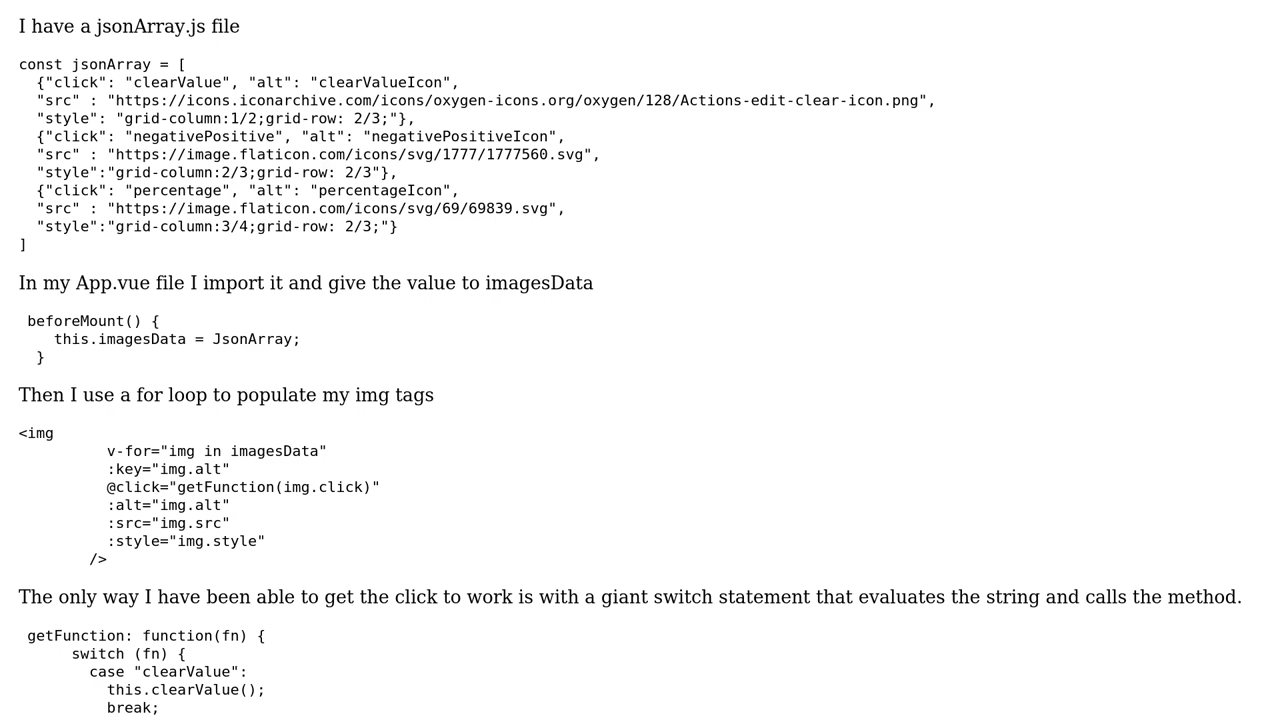 I have a jsonArray.js file
const jsonArray = [
  {"click": "clearValue", "alt": "clearValueIcon",
  "src" : "https://icons.iconarchive.com/icons/oxygen-icons.org/oxygen/128/Actions-edit-clear-icon.png",
  "style": "grid-column:1/2;grid-row: 2/3;"},
  {"click": "negativePositive", "alt": "negativePositiveIcon",
  "src" : "https://image.flaticon.com/icons/svg/1777/1777560.svg",
  "style":"grid-column:2/3;grid-row: 2/3"},
  {"click": "percentage", "alt": "percentageIcon",
  "src" : "https://image.flaticon.com/icons/svg/69/69839.svg",
  "style":"grid-column:3/4;grid-row: 2/3;"}
]
In my App.vue file I import it and give the value to imagesData
 beforeMount() {
    this.imagesData = JsonArray;
  }
Then I use a for loop to populate my img tags
<img
          v-for="img in imagesData"
          :key="img.alt"
          @click="getFunction(img.click)"
          :alt="img.alt"
          :src="img.src"
          :style="img.style"
        />
The only way I have been able to get the click to work is with a giant switch statement that evaluates the string and calls the method.
 getFunction: function(fn) {
      switch (fn) {
        case "clearValue":
          this.clearValue();
          break;